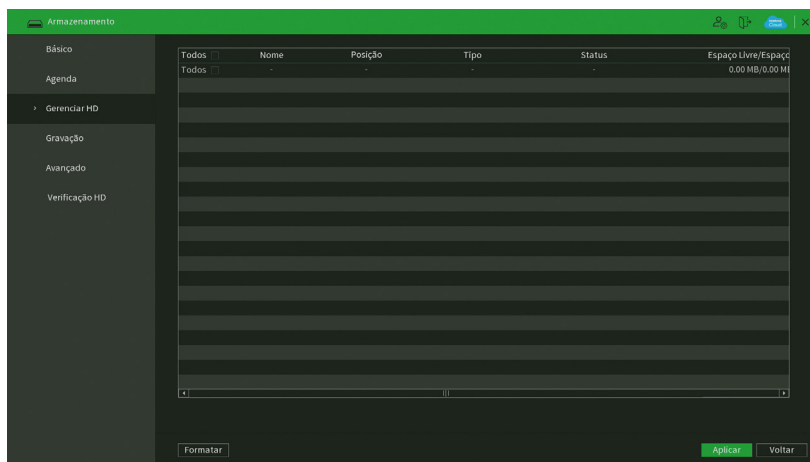 Armazenamento
Cloud
Básico
Agenda
Gerenciar HD
Gravação
Avançado
Verificação HD
Todos Nome Posição Tipo Status Espaço Livre/Espaço
Todos - - - - 0.00 MB/0.00 MB
Formatar
Aplicar Voltar